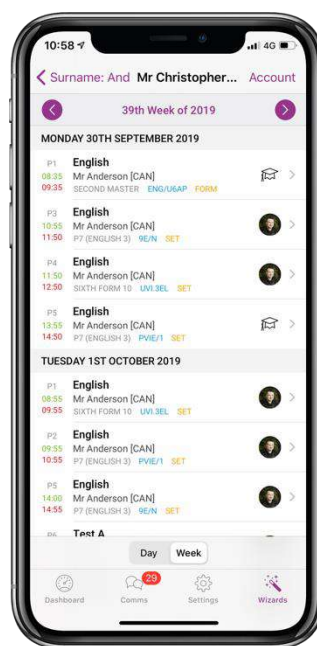 10:58
4G
Surname: And Mr Christopher... Account
39th Week of 2019
MONDAY 30TH SEPTEMBER 2019
P1 English
08:35 Mr Anderson [CAN]
09:35 SECOND MASTER ENG/U6AP FORM
P3 English
10:55 Mr Anderson [CAN]
11:50 P7 (ENGLISH 3) 9E/N SET
P4 English
11:50 Mr Anderson [CAN]
12:50 SIXTH FORM 10 UVI.3EL SET
P5 English
13:55 Mr Anderson [CAN]
14:50 P7 (ENGLISH 3) PVIE/1 SET
TUESDAY 1ST OCTOBER 2019
P1 English
08:55 Mr Anderson [CAN]
09:55 SIXTH FORM 10 UVI.3EL SET
P2 English
09:55 Mr Anderson [CAN]
10:55 P7 (ENGLISH 3) PVIE/1 SET
P5 English
14:00 Mr Anderson [CAN]
14:55 P7 (ENGLISH 3) 9E/N SET
P6 Test A
Day Week
29
Dashboard Comms Settings Wizards